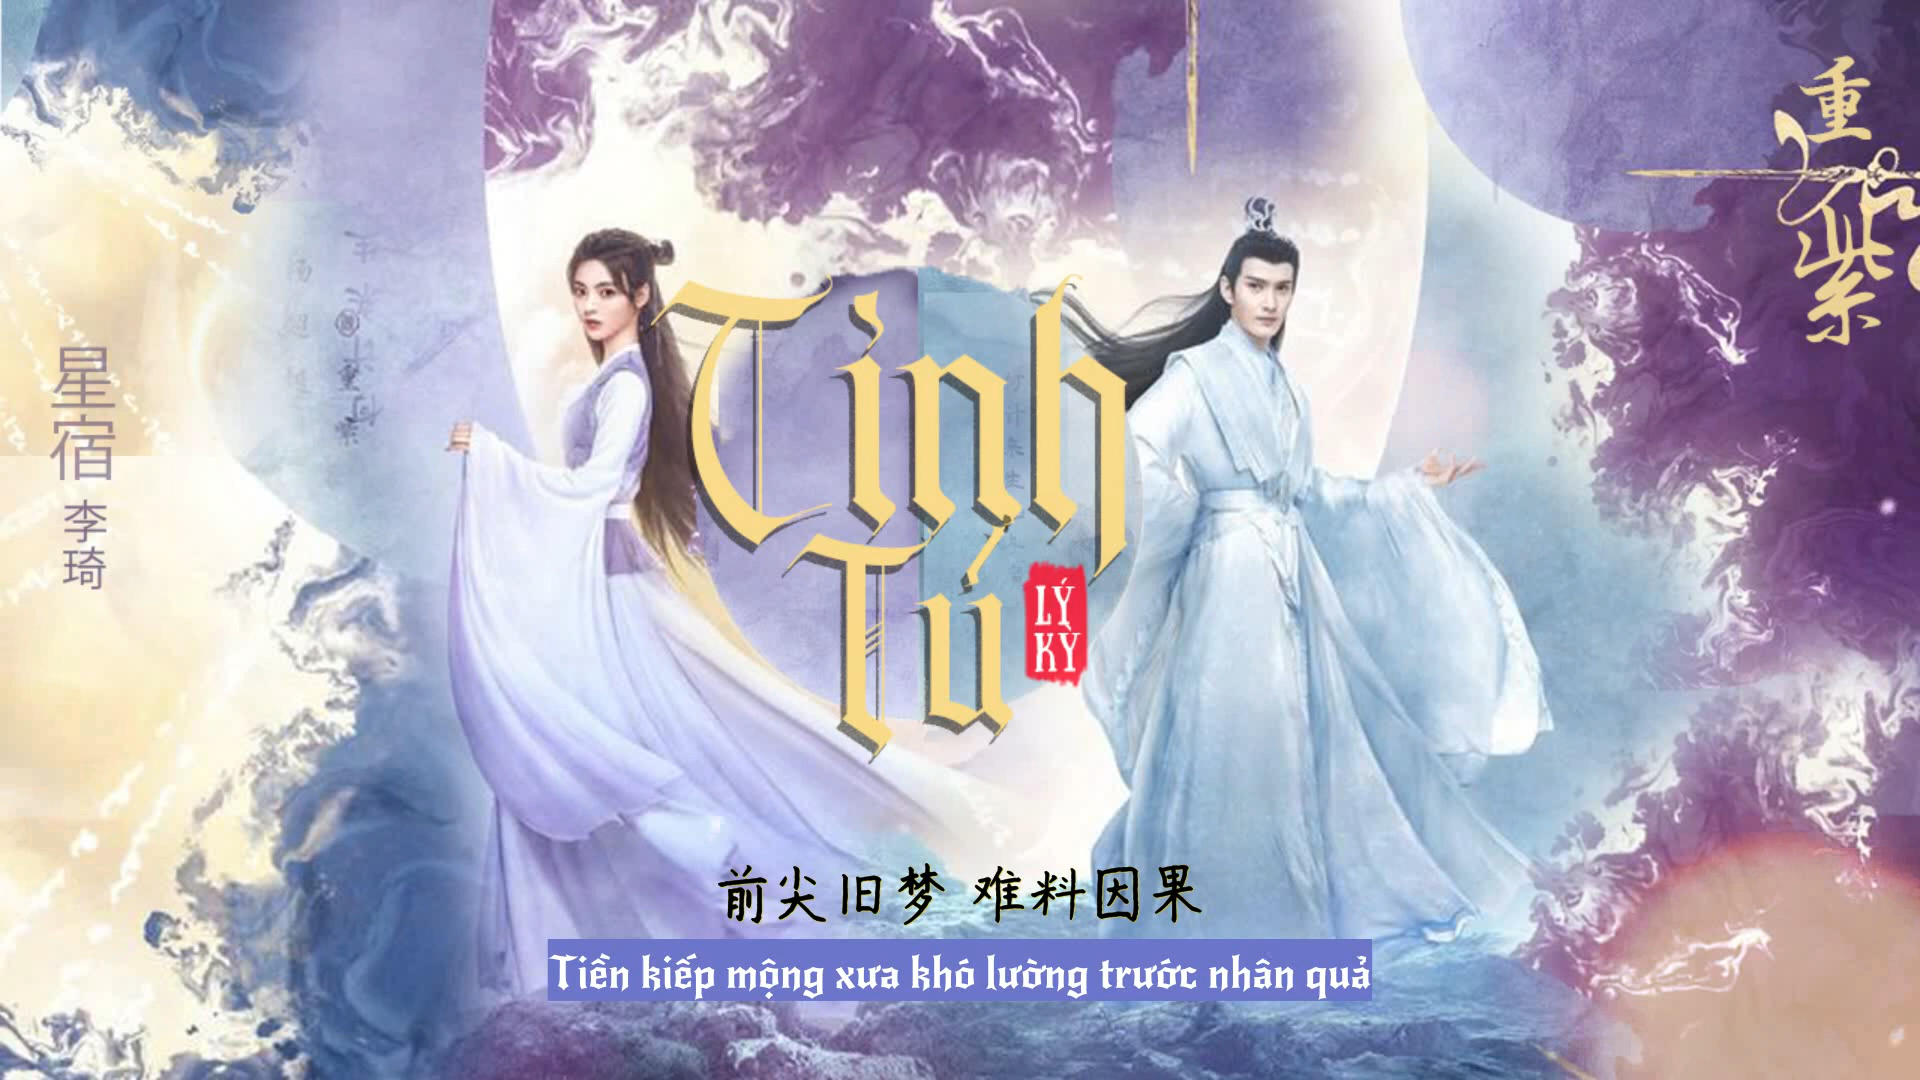 重紫
星宿
李琦
Tinh
Tú
LÝ
KỲ
前尖旧梦 难料因果
Tiền kiếp mộng xưa khó lường trước nhân quả